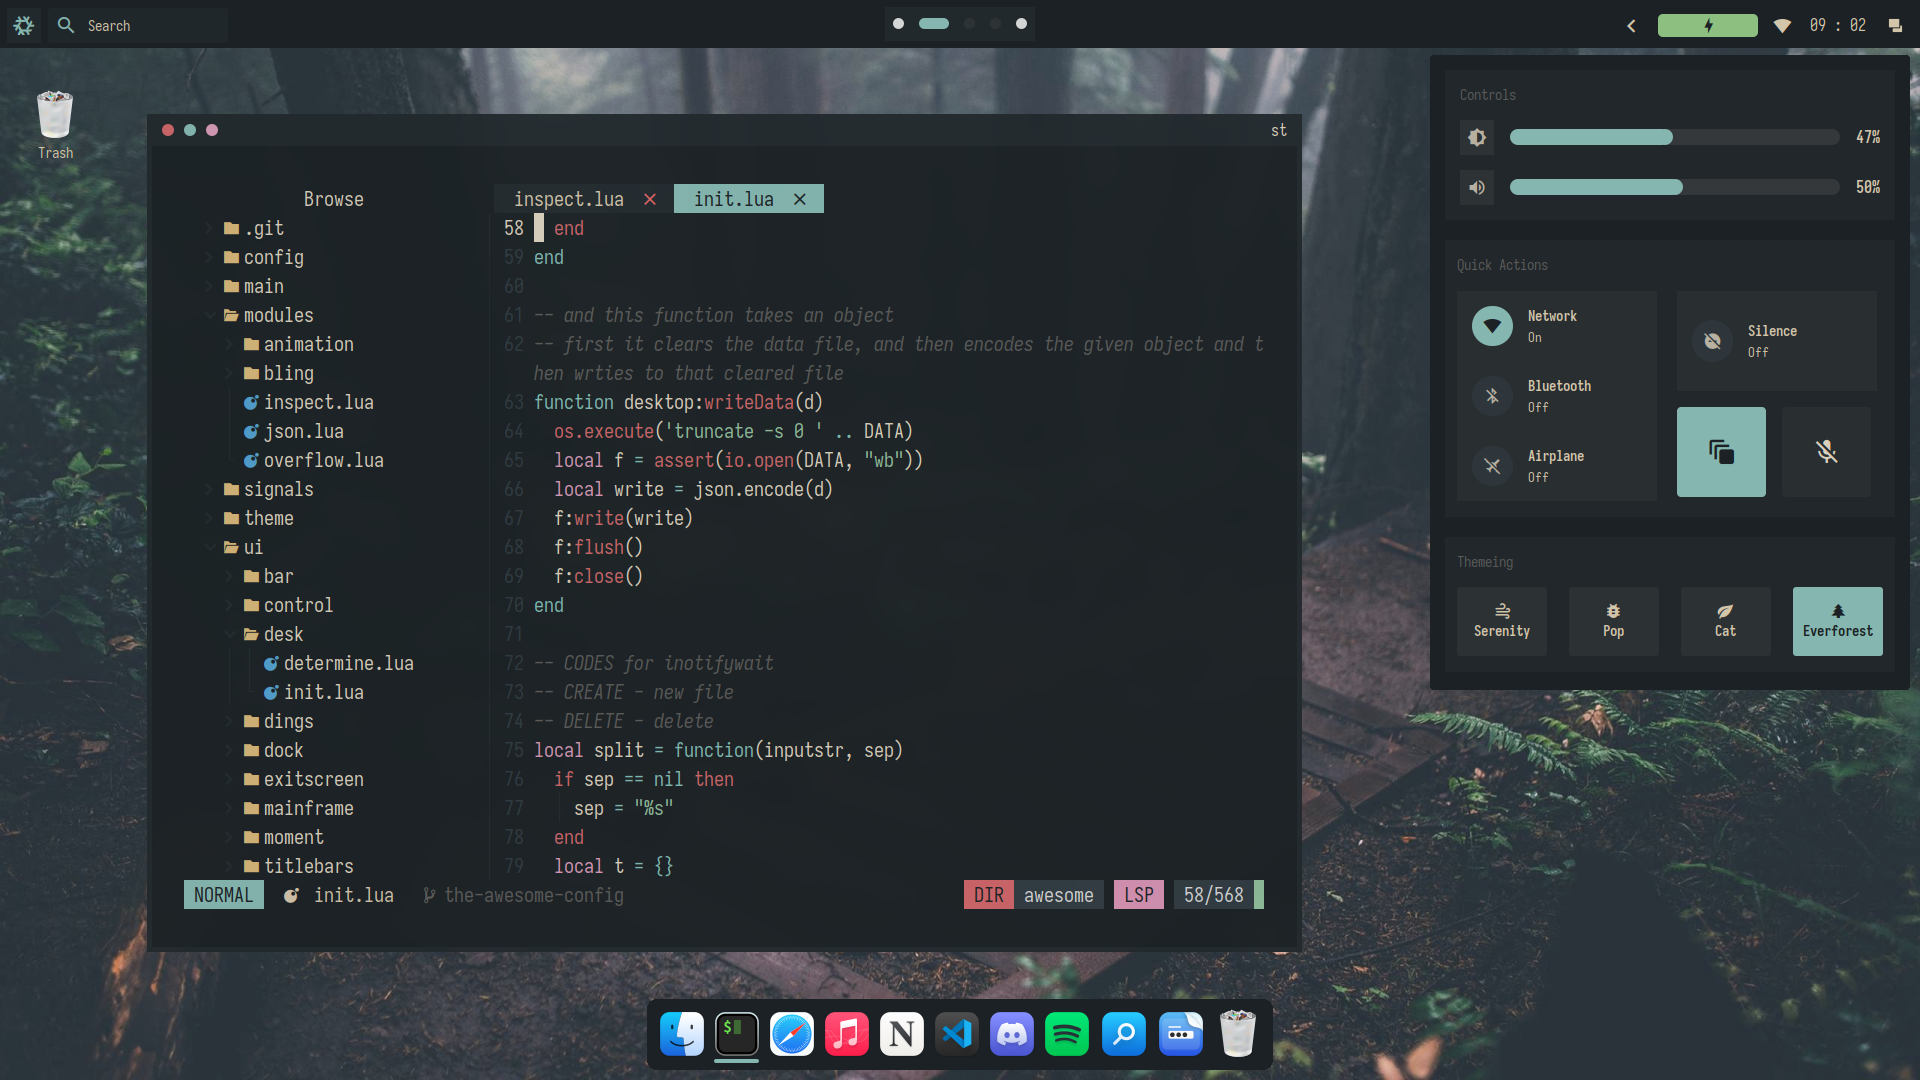 Search
09 : 02
Trash
st
Browse
.git
config
main
modules
animation
bling
inspect.lua
json.lua
overflow.lua
signals
theme
ui
bar
control
desk
determine.lua
init.lua
dings
dock
exitscreen
mainframe
moment
titlebars
inspect.lua ×
init.lua ×
58 end
59 end
60
61 -- and this function takes an object
62 -- first it clears the data file, and then encodes the given object and t
hen wrties to that cleared file
63 function desktop:writeData(d)
64 os.execute('truncate -s 0 ' .. DATA)
65 local f = assert(io.open(DATA, "wb"))
66 local write = json.encode(d)
67 f:write(write)
68 f:flush()
69 f:close()
70 end
71
72 -- CODES for inotifywait
73 -- CREATE - new file
74 -- DELETE - delete
75 local split = function(inputstr, sep)
76 if sep == nil then
77 sep = "%s"
78 end
79 local t = {}
NORMAL init.lua the-awesome-config DIR awesome LSP 58/568
Controls
47%
50%
Quick Actions
Network
On
Bluetooth
Off
Airplane
Off
Silence
Off
Themeing
Serenity
Pop
Cat
Everforest
$
N